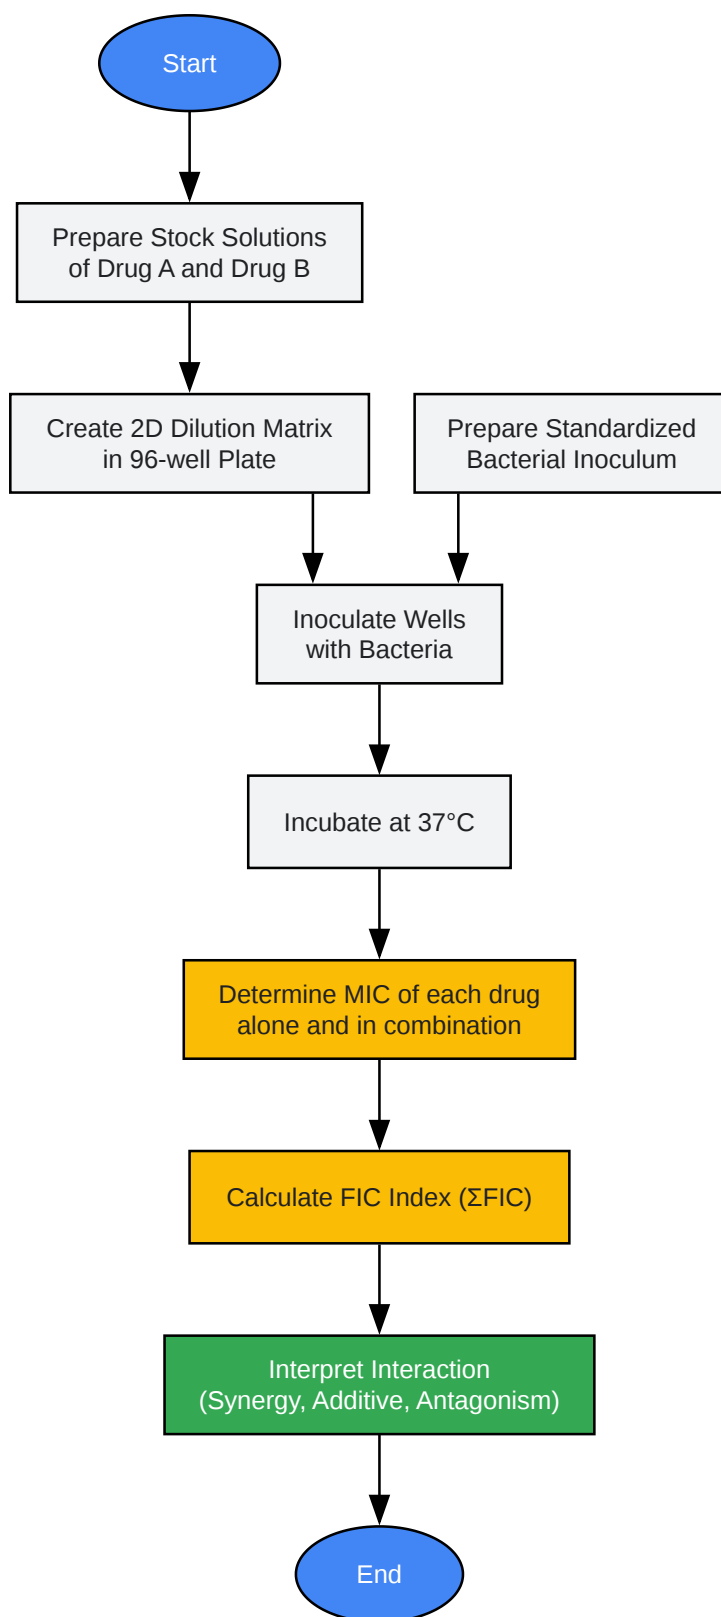 Start
Prepare Stock Solutions
of Drug A and Drug B
Create 2D Dilution Matrix
in 96-well Plate
Prepare Standardized
Bacterial Inoculum
Inoculate Wells
with Bacteria
Incubate at 37°C
Determine MIC of each drug
alone and in combination
Calculate FIC Index (ΣFIC)
Interpret Interaction
(Synergy, Additive, Antagonism)
End